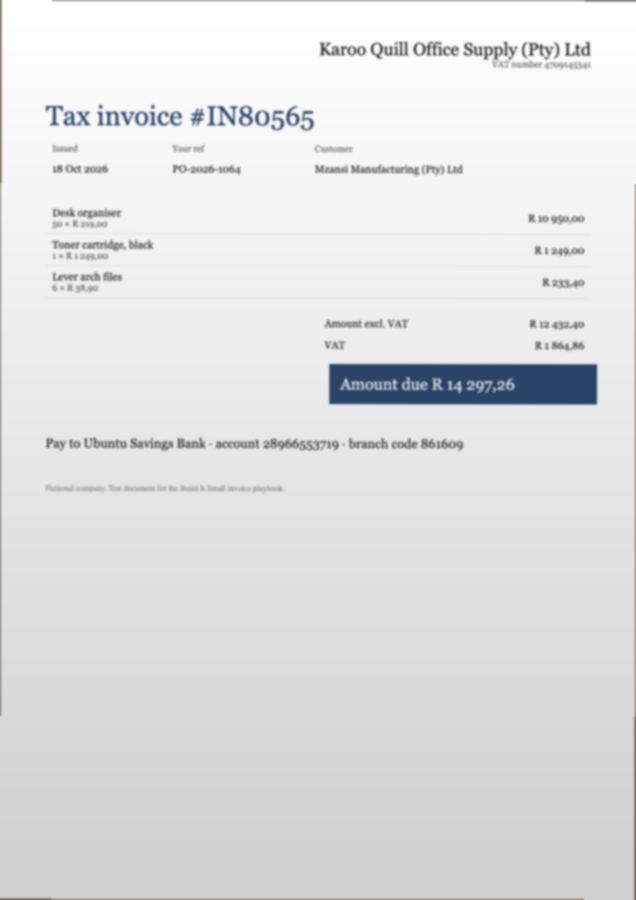 Karoo Quill Office Supply (Pty) Ltd
VAT number 4709145341
Tax invoice #IN80565
Issued Your ref Customer
18 Oct 2026 PO-2026-1064 Mzansi Manufacturing (Pty) Ltd
Desk organiser R 10 950,00
50 × R 219,00
Toner cartridge, black R 1 249,00
1 × R 1 249,00
Lever arch files R 233,40
6 × R 38,90
Amount excl. VAT R 12 432,40
VAT R 1 864,86
Amount due R 14 297,26
Pay to Ubuntu Savings Bank · account 28966553719 · branch code 861609
Fictional company. Test document for the Build It Small invoice playbook.